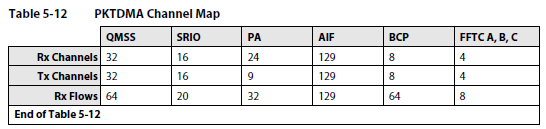 Table 5-12 PKTDMA Channel Map
QMSS SRIO PA AIF BCP FFTC A, B, C
Rx Channels 32 16 24 129 8 4
Tx Channels 32 16 9 129 8 4
Rx Flows 64 20 32 129 64 8
End of Table 5-12